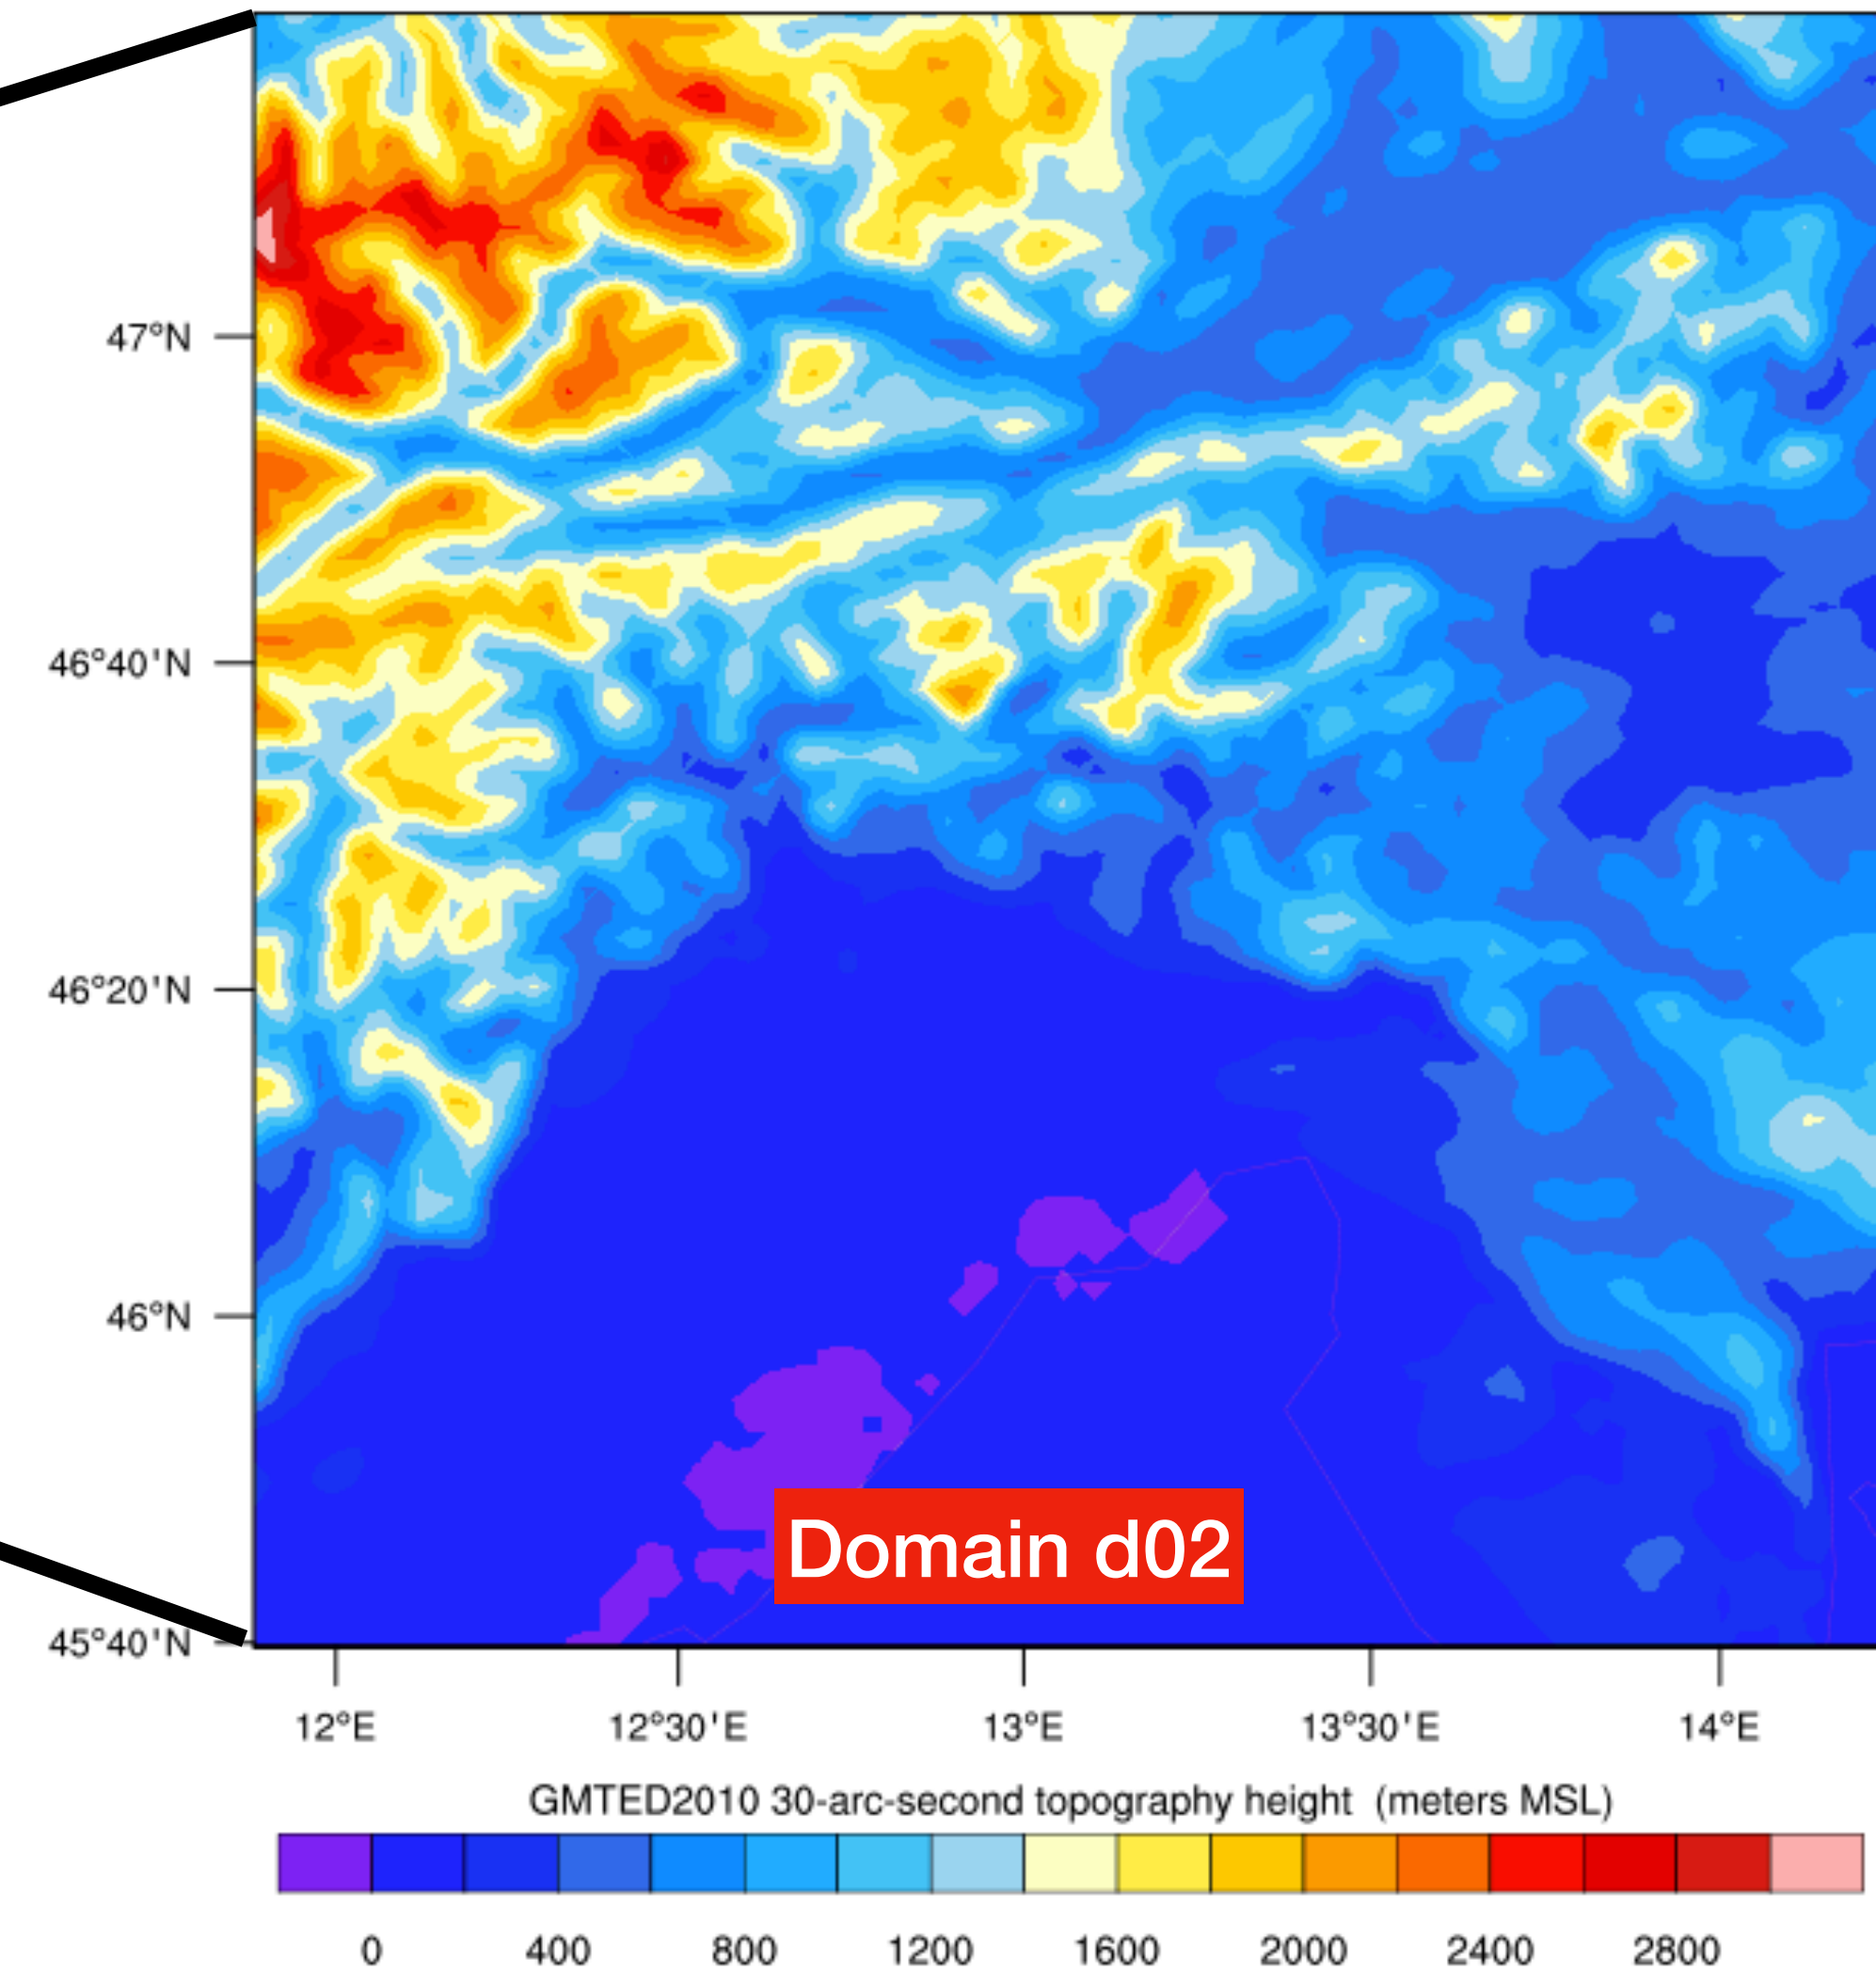 47°N
46°40'N
46°20'N
46°N
45°40'N
Domain d02
12°E 12°30'E 13°E 13°30'E 14°E
GMTED2010 30-arc-second topography height (meters MSL)
0 400 800 1200 1600 2000 2400 2800